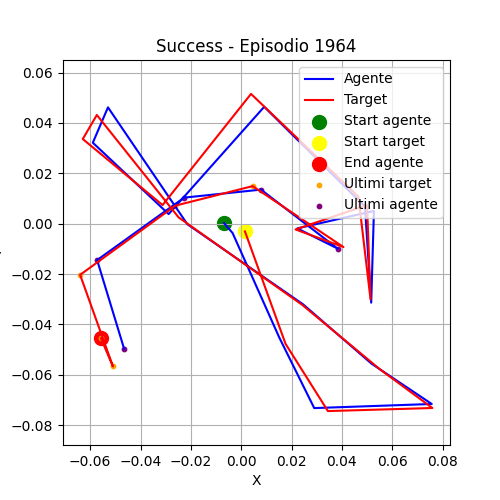 Success - Episodio 1964
Agente
Target
Start agente
Start target
End agente
Ultimi target
Ultimi agente
0.06
0.04
0.02
0.00
−0.02
−0.04
−0.06
−0.08
−0.06 −0.04 −0.02 0.00 0.02 0.04 0.06 0.08
X